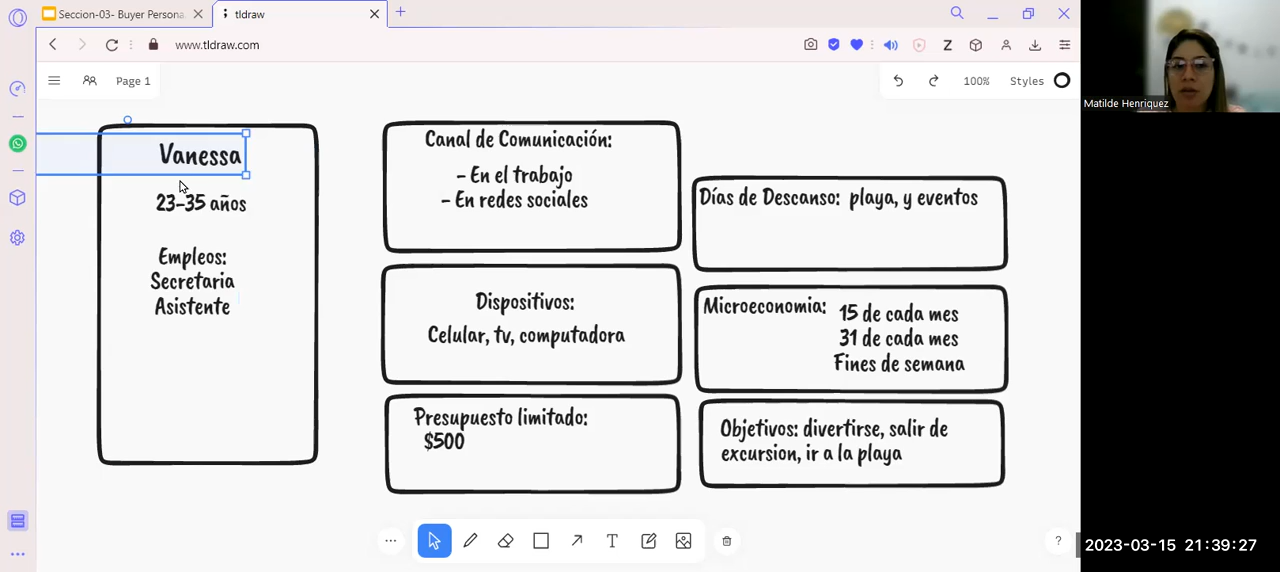 Seccion-03- Buyer Persona
tldraw
www.tldraw.com
Page 1
100%
Styles
Matilde Henriquez
Vanessa
23-35 años
Empleos:
Secretaria
Asistente
Canal de Comunicación:
- En el trabajo
- En redes sociales
Dispositivos:
Celular, tv, computadora
Presupuesto limitado:
$500
Días de Descanso: playa, y eventos
Microeconomia:
15 de cada mes
31 de cada mes
Fines de semana
Objetivos: divertirse, salir de
excursion, ir a la playa
2023-03-15 21:39:27